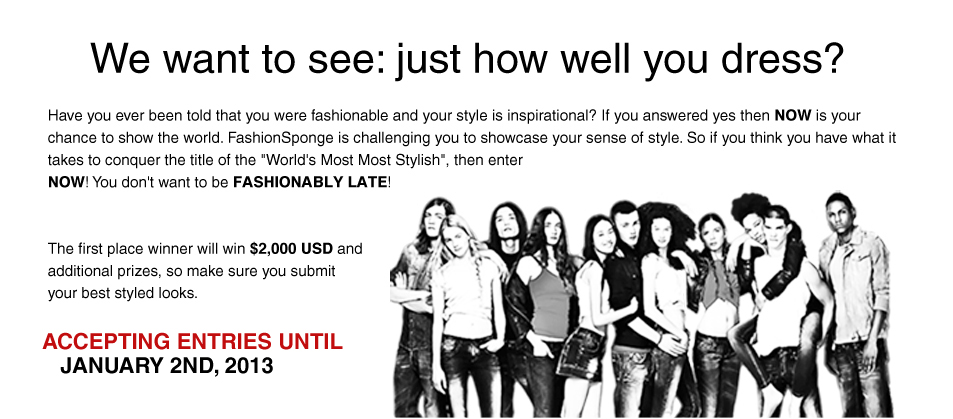 We want to see: just how well you dress?
Have you ever been told that you were fashionable and your style is inspirational? If you answered yes then NOW is your
chance to show the world. FashionSponge is challenging you to showcase your sense of style. So if you think you have what it
takes to conquer the title of the "World's Most Most Stylish", then enter
NOW! You don't want to be FASHIONABLY LATE!
The first place winner will win $2,000 USD and
additional prizes, so make sure you submit
your best styled looks.
ACCEPTING ENTRIES UNTIL
JANUARY 2ND, 2013